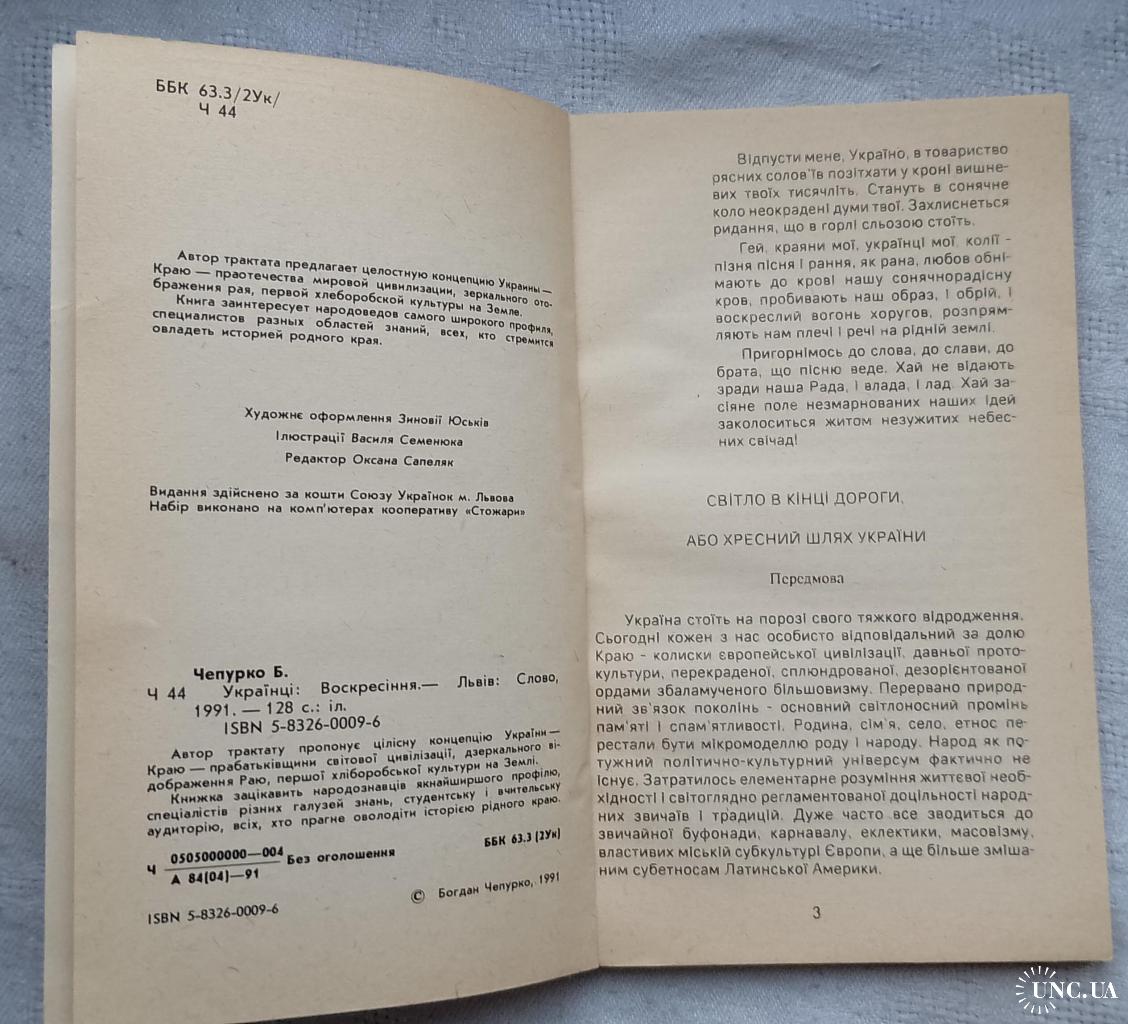 ББК 63.3/2Ук/
Ч 44
Автор трактата предлагает целостную концепцию Украины —
Краю — праотечества мировой цивилизации, зеркального ото-
бражения рая, первой хлеборобской культуры на Земле.
Книга заинтересует народоведов самого широкого профиля,
специалистов разных областей знаний, всех, кто стремится
овладеть историей родного края.
Художнє оформлення Зиновії Юськів
Ілюстрації Василя Семенюка
Редактор Оксана Сапеляк
Видання здійснено за кошти Союзу Українок м. Львова
Набір виконано на комп'ютерах кооперативу «Стожари»
Чепурко Б.
Ч 44 Українці: Воскресіння.— Львів: Слово,
1991. — 128 с.: іл.
ISBN 5-8326-0009-6
Автор трактату пропонує цілісну концепцію України—
Краю — прабатьківщини світової цивілізації, дзеркального ві-
дображення Раю, першої хліборобської культури на Землі.
Книжка зацікавить народознавців якнайширшого профілю,
спеціалістів різних галузей знань, студентську і вчительську
аудиторію, всіх, хто прагне оволодіти історією рідного краю.
Ч 0505000000—004 Без оголошення ББК 63.3 (2Ук)
А 84(04)—91
© Богдан Чепурко, 1991
ISBN 5-8326-0009-6
Відпусти мене, Україно, в товариство
рясних солов'їв позітхати у кроні вишне-
вих твоїх тисячліть. Стануть в сонячне
коло неокрадені думи твої. Захлиснеться
ридання, що в горлі сльозою стоїть.
Гей, краяни мої, українці мої, колії -
пізня пісня і рання, як рана, любов обні-
мають до крові нашу сонячнорадісну
кров, пробивають наш образ, і обрій, і
воскреслий вогонь хоругов, розпрям-
ляють нам плечі і речі на рідній землі.
Пригорнімось до слова, до слави, до
брата, що пісню веде. Хай не відають
зради наша Рада, і влада, і лад. Хай за-
сіяне поле незмарнованих наших ідей
заколоситься житом незужитих небес-
них свічад!
СВІТЛО В КІНЦІ ДОРОГИ,
АБО ХРЕСНИЙ ШЛЯХ УКРАЇНИ
Передмова
Україна стоїть на порозі свого тяжкого відродження.
Сьогодні кожен з нас особисто відповідальний за долю
Краю - колиски європейської цивілізації, давньої прото-
культури, перекраденої, сплюндрованої, дезорієнтованої
ордами збаламученого більшовизму. Перервано природ-
ний зв'язок поколінь - основний світлоносний промінь
пам'яті і спам'ятливості. Родина, сім'я, село, етнос пе-
рестали бути мікромоделлю роду і народу. Народ як по-
тужний політично-культурний універсум фактично не
існує. Затратилось елементарне розуміння життєвої необ-
хідності і світоглядно регламентованої доцільності народ-
них звичаїв і традицій. Дуже часто все зводиться до
звичайної буфонади, карнавалу, еклектики, масовізму,
властивих міській субкультурі Європи, а ще більше зміша-
ним субетносам Латинської Америки.
3
UNC.UA